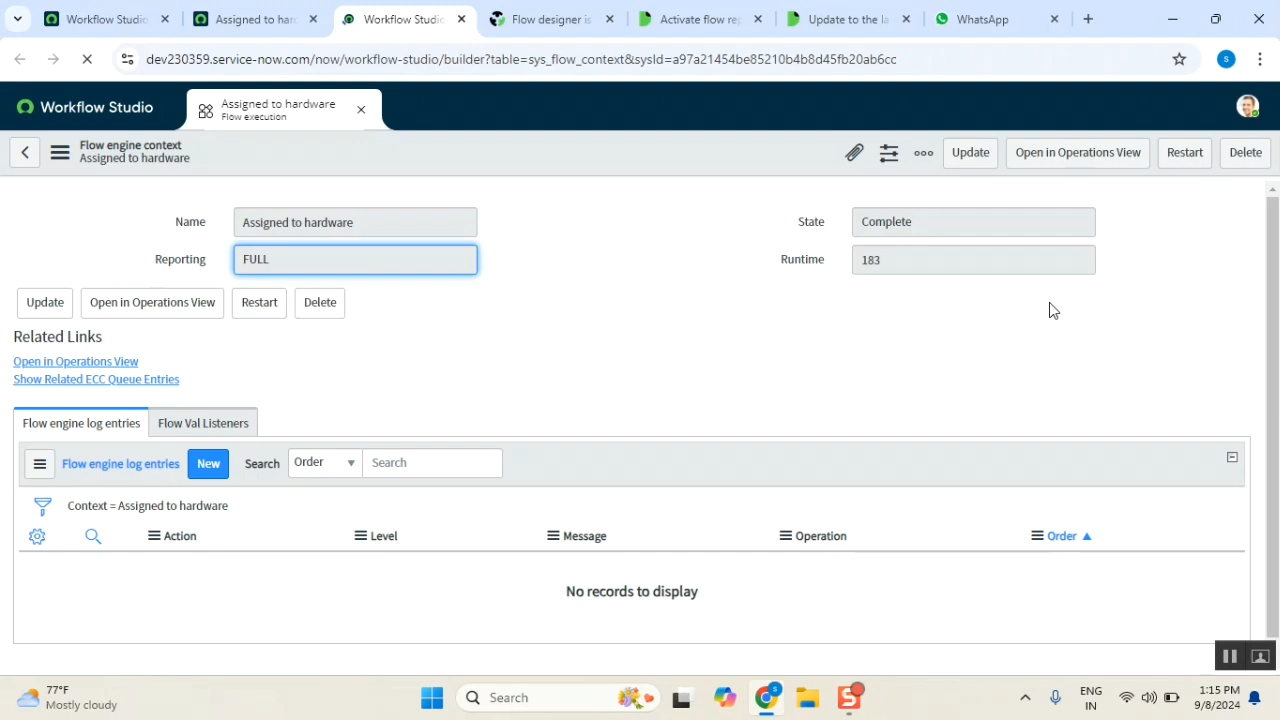 Workflow Studio
Assigned to hard
Workflow Studio
Flow designer is
Activate flow rep
Update to the la
WhatsApp
dev230359.service-now.com/now/workflow-studio/builder?table=sys_flow_context&sysId=a97a21454be85210b4b8d45fb20ab6cc
S
Workflow Studio
Assigned to hardware
Flow execution
Flow engine context
Assigned to hardware
Update
Open in Operations View
Restart
Delete
Name
Assigned to hardware
State
Complete
Reporting
FULL
Runtime
183
Update
Open in Operations View
Restart
Delete
Related Links
Open in Operations View
Show Related ECC Queue Entries
Flow engine log entries
Flow Val Listeners
Flow engine log entries
New
Search
Order
Search
Context = Assigned to hardware
Action
Level
Message
Operation
Order
No records to display
77°F
Mostly cloudy
Search
ENG
IN
1:15 PM
9/8/2024